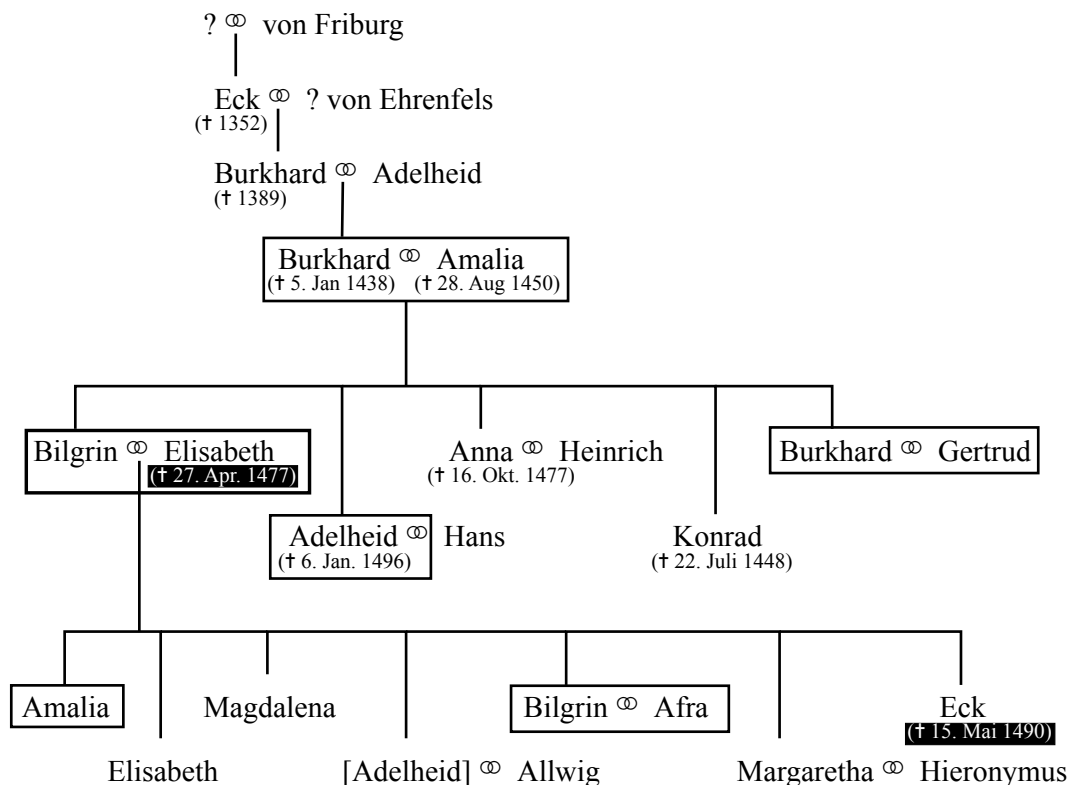 ? ⚭ von Friburg
Eck ⚭ ? von Ehrenfels
(† 1352)
Burkhard ⚭ Adelheid
(† 1389)
Burkhard ⚭ Amalia
(† 5. Jan 1438) († 28. Aug 1450)
Bilgrin ⚭ Elisabeth
(† 27. Apr. 1477)
Anna ⚭ Heinrich
(† 16. Okt. 1477)
Burkhard ⚭ Gertrud
Adelheid ⚭ Hans
(† 6. Jan. 1496)
Konrad
(† 22. Juli 1448)
Amalia
Magdalena
Bilgrin ⚭ Afra
Eck
(† 15. Mai 1490)
Elisabeth
[Adelheid] ⚭ Allwig
Margaretha ⚭ Hieronymus